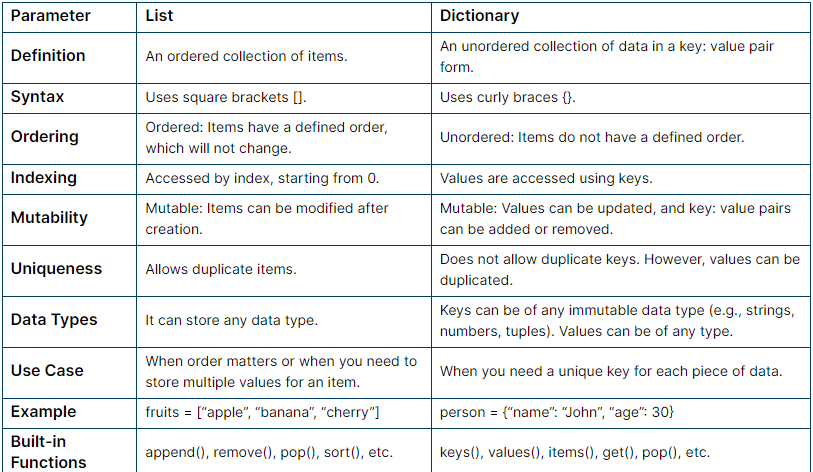 Parameter List Dictionary
Definition An ordered collection of items. An unordered collection of data in a key: value pair
form.
Syntax Uses square brackets []. Uses curly braces {}.
Ordering Ordered: Items have a defined order,
which will not change. Unordered: Items do not have a defined order.
Indexing Accessed by index, starting from 0. Values are accessed using keys.
Mutability Mutable: Items can be modified after
creation. Mutable: Values can be updated, and key: value pairs
can be added or removed.
Uniqueness Allows duplicate items. Does not allow duplicate keys. However, values can be
duplicated.
Data Types It can store any data type. Keys can be of any immutable data type (e.g., strings,
numbers, tuples). Values can be of any type.
Use Case When order matters or when you need to
store multiple values for an item. When you need a unique key for each piece of data.
Example fruits = [“apple”, “banana”, “cherry”] person = {“name”: “John”, “age”: 30}
Built-in
Functions append(), remove(), pop(), sort(), etc. keys(), values(), items(), get(), pop(), etc.